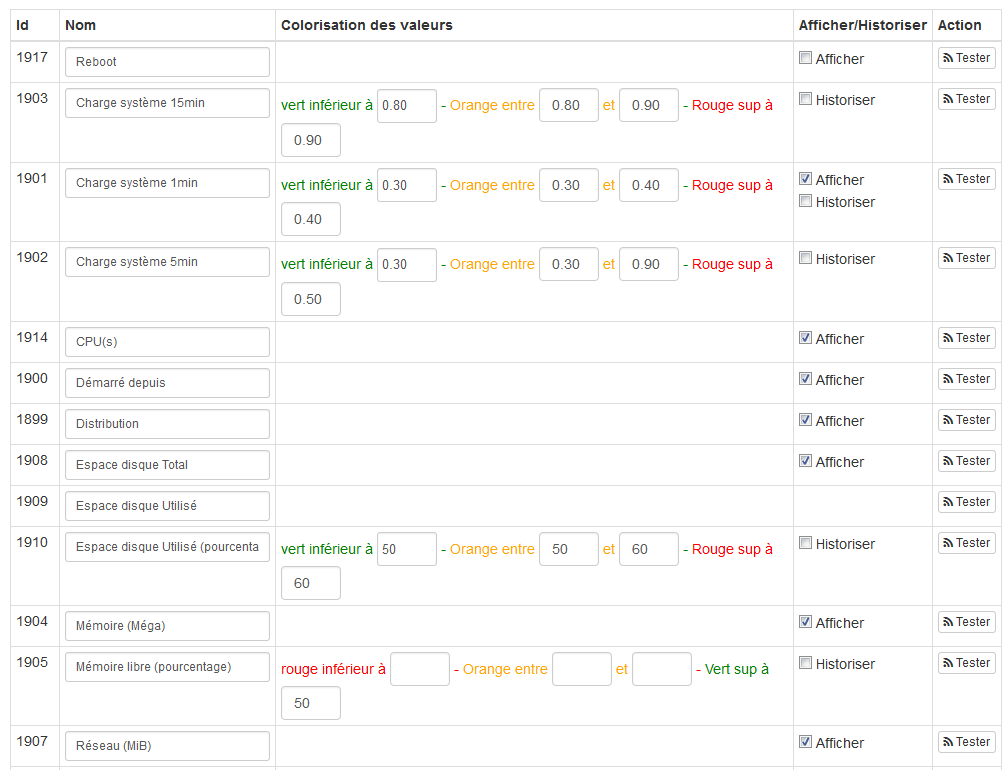 Id Nom Colorisation des valeurs Afficher/Historiser Action
1917 Reboot Afficher Tester
1903 Charge système 15min vert inférieur à 0.80 - Orange entre 0.80 et 0.90 - Rouge sup à Historiser Tester
0.90
1901 Charge système 1min vert inférieur à 0.30 - Orange entre 0.30 et 0.40 - Rouge sup à Afficher Tester
Historiser
0.40
1902 Charge système 5min vert inférieur à 0.30 - Orange entre 0.30 et 0.90 - Rouge sup à Historiser Tester
0.50
1914 CPU(s) Afficher Tester
1900 Démarré depuis Afficher Tester
1899 Distribution Afficher Tester
1908 Espace disque Total Afficher Tester
1909 Espace disque Utilisé Tester
1910 Espace disque Utilisé (pourcenta vert inférieur à 50 - Orange entre 50 et 60 - Rouge sup à Historiser Tester
60
1904 Mémoire (Méga) Afficher Tester
1905 Mémoire libre (pourcentage) rouge inférieur à - Orange entre et - Vert sup à Historiser Tester
50
1907 Réseau (MiB) Afficher Tester